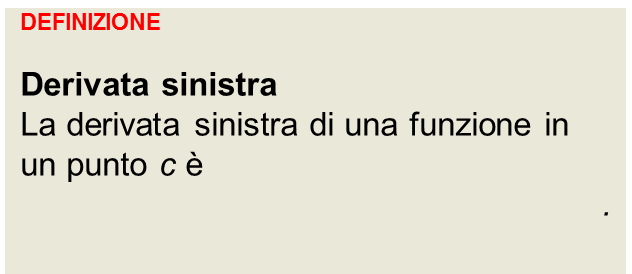 DEFINIZIONE
Derivata sinistra
La derivata sinistra di una funzione in
un punto c è
.